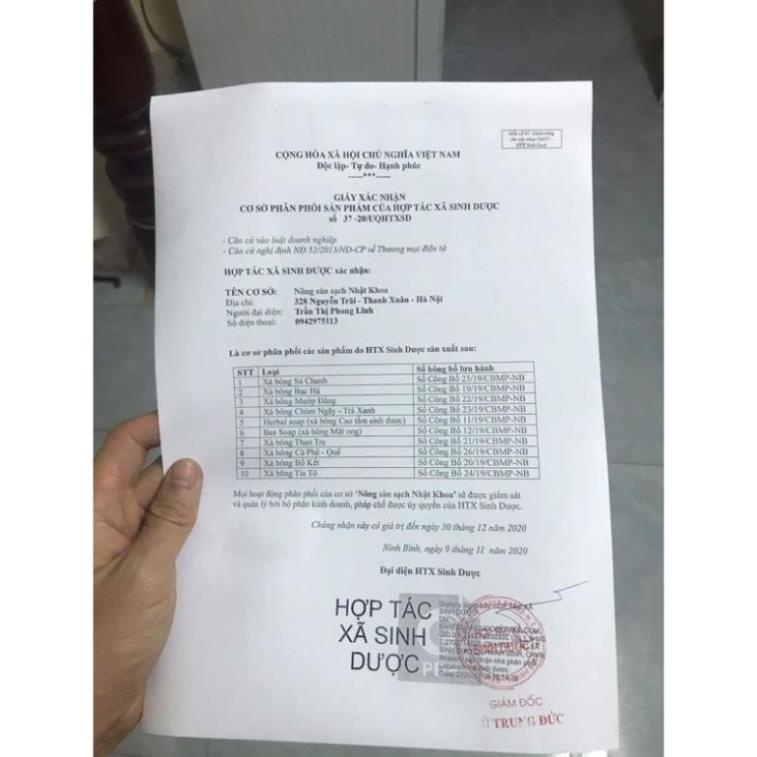 CỘNG HÒA XÃ HỘI CHỦ NGHĨA VIỆT NAM
Độc lập- Tự do- Hạnh phúc
-----***-----
GIẤY XÁC NHẬN
CƠ SỞ PHÂN PHỐI SẢN PHẨM CỦA HỢP TÁC XÃ SINH DƯỢC
số 37 -20/UQHTXSD
- Căn cứ vào luật doanh nghiệp
- Căn cứ nghị định NĐ 52/2013/NĐ-CP về Thương mại điện tử
HỢP TÁC XÃ SINH DƯỢC xác nhận:
TÊN CƠ SỞ: Nông sản sạch Nhật Khoa
Địa chỉ: 328 Nguyễn Trãi - Thanh Xuân - Hà Nội
Người đại diện: Trần Thị Phong Linh
Số điện thoại: 0942975113
Là cơ sở phân phối các sản phẩm do HTX Sinh Dược sản xuất sau:
STT Loại Số bông bố lưu hành
1 Xà bông Sả Chanh Số Công Bố 25/19/CBMP-NB
2 Xà bông Bạc Hà Số Công Bố 19/19/CBMP-NB
3 Xà bông Mướp Đắng Số Công Bố 22/19/CBMP-NB
4 Xà bông Chùm Ngây - Trà Xanh Số Công Bố 23/19/CBMP-NB
5 Herbal soap (xà bông Cao tắm sinh dược) Số Công Bố 11/19/CBMP-NB
6 Bee Soap (xà bông Mật ong) Số Công Bố 12/19/CBMP-NB
7 Xà bông Than Tre Số Công Bố 21/19/CBMP-NB
8 Xà bông Cà Phê - Quế Số Công Bố 26/19/CBMP-NB
9 Xà bông Bồ Kết Số Công Bố 20/19/CBMP-NB
10 Xà bông Tía Tô Số Công Bố 24/19/CBMP-NB
Mọi hoạt động phân phối của cơ sở 'Nông sản sạch Nhật Khoa' sẽ được giám sát
và quản lý bởi bộ phận kinh doanh, pháp chế được ủy quyền của HTX Sinh Dược.
Chứng nhận này có giá trị đến ngày 30 tháng 12 năm 2020
Ninh Bình, ngày 9 tháng 11 năm 2020
Đại diện HTX Sinh Dược
HỢP TÁC
XÃ SINH
DƯỢC
GIÁM ĐỐC
TRUNG ĐỨC